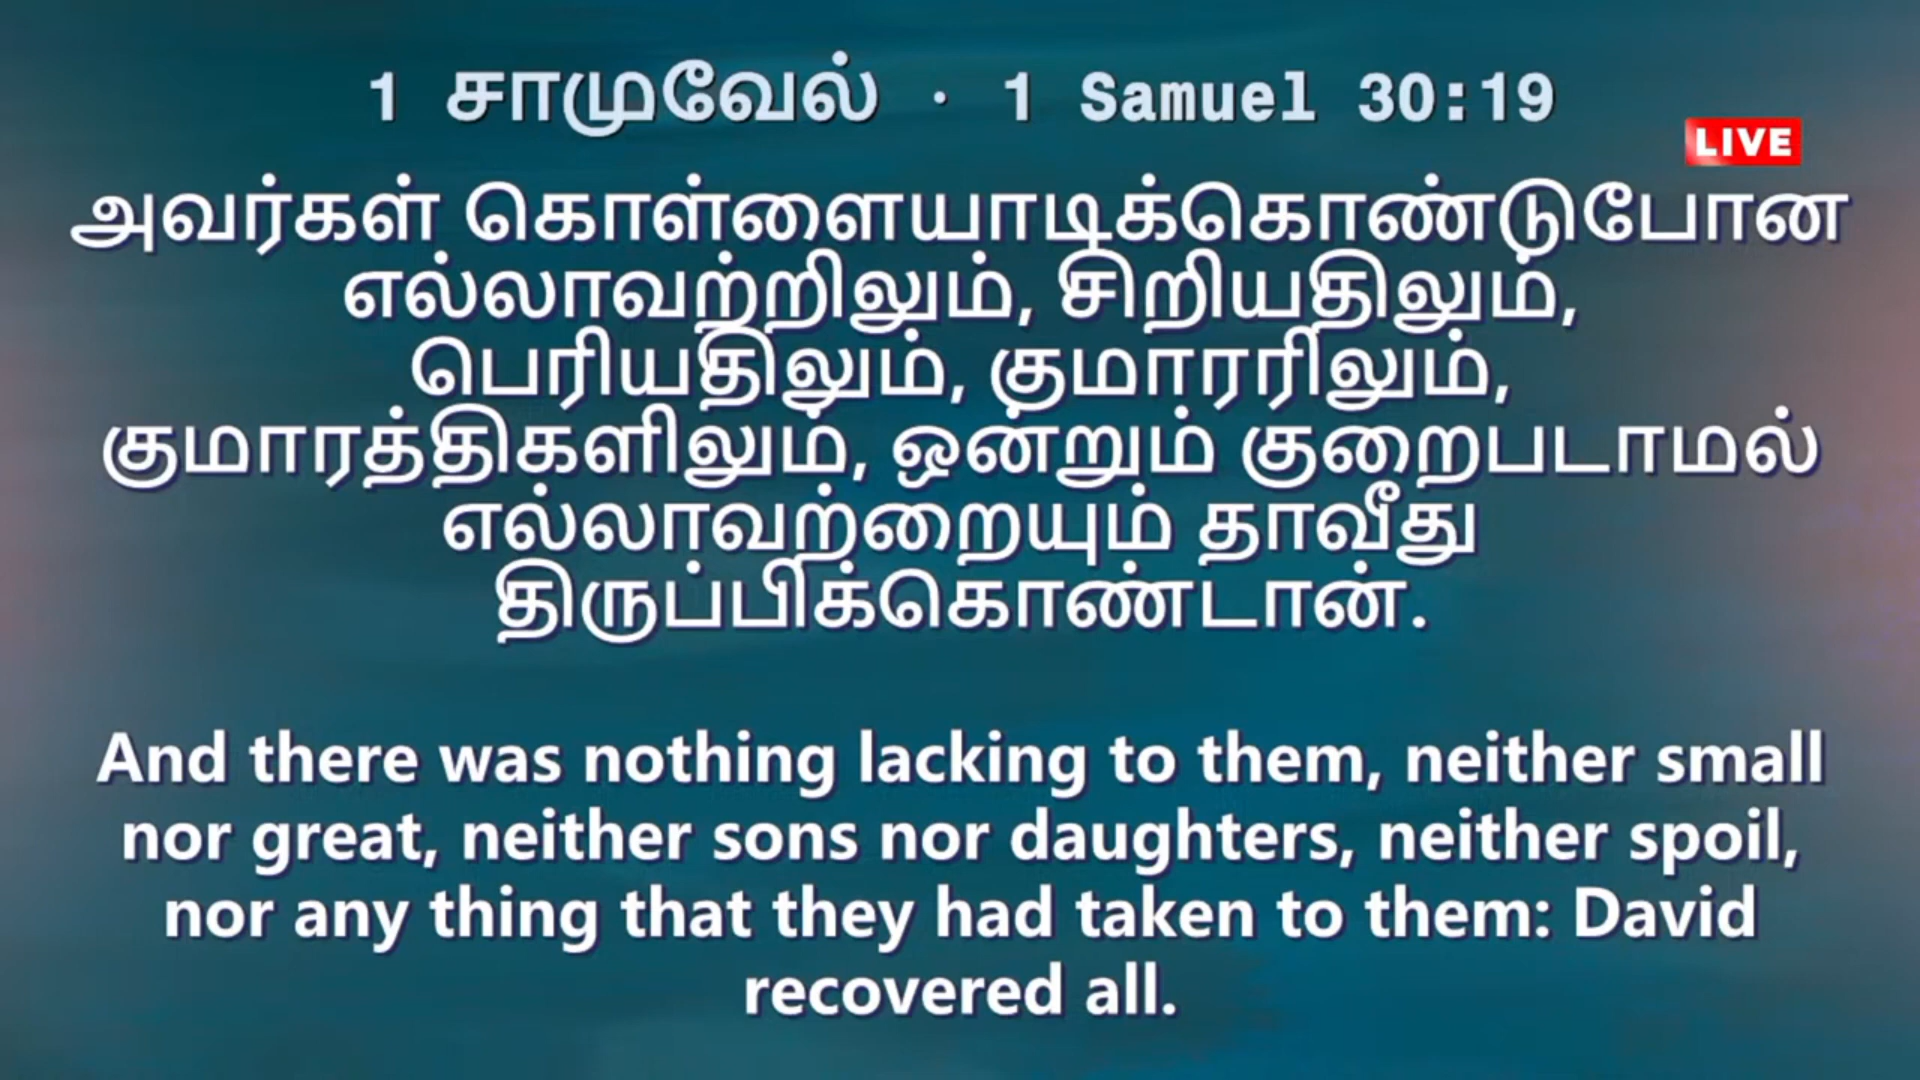 1 சாமுவேல் · 1 Samuel 30:19
LIVE
அவர்கள் கொள்ளையாடிக்கொண்டுபோன
எல்லாவற்றிலும், சிறியதிலும்,
பெரியதிலும், குமாரரிலும்,
குமாரத்திகளிலும், ஒன்றும் குறைபடாமல்
எல்லாவற்றையும் தாவீது
திருப்பிக்கொண்டான்.
And there was nothing lacking to them, neither small
nor great, neither sons nor daughters, neither spoil,
nor any thing that they had taken to them: David
recovered all.